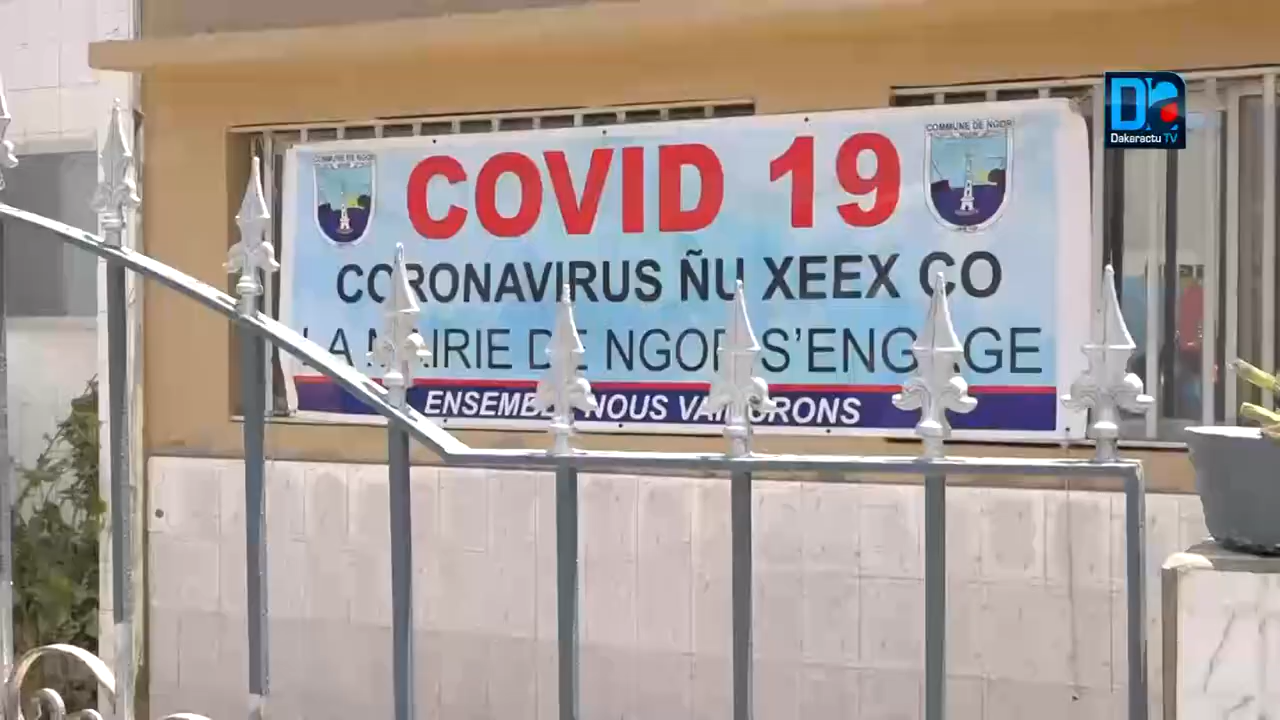 COMMUNE DE NGOR
COMMUNE DE NGOR
COVID 19
CORONAVIRUS ÑU XEEX CO
LA MAIRIE DE NGOR S'ENGAGE
ENSEMBLE NOUS VAINCRONS
Dakaractu TV